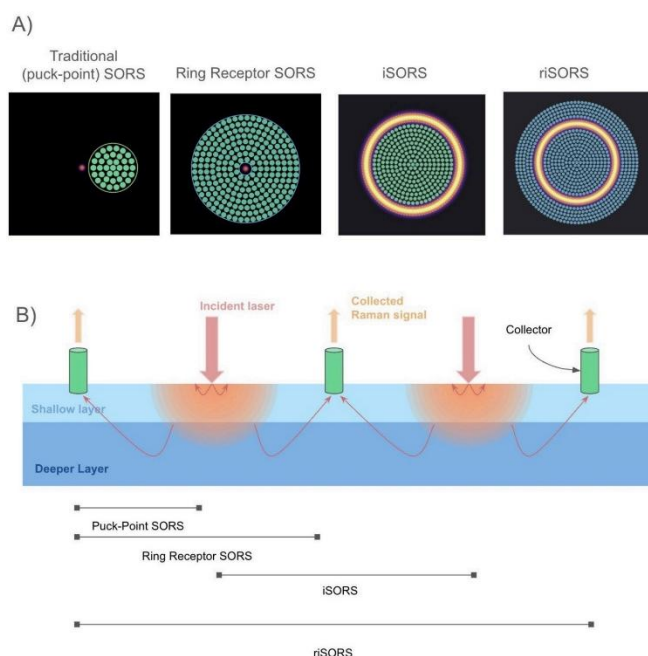 A)
Traditional
(puck-point) SORS
Ring Receptor SORS
iSORS
riSORS
B)
Incident laser
Collected
Raman signal
Collector
Shallow layer
Deeper Layer
Puck-Point SORS
Ring Receptor SORS
iSORS
riSORS